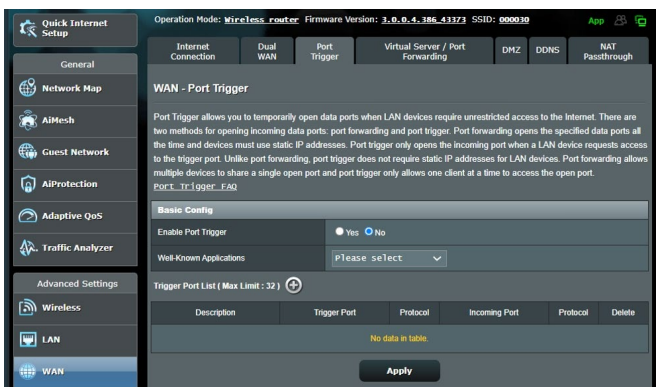 Quick Internet
Setup
Operation Mode: Wireless router Firmware Version: 3.0.0.4.386_43373 SSID: 000030
App
Internet
Connection
Dual
WAN
Port
Trigger
Virtual Server / Port
Forwarding
DMZ
DDNS
NAT
Passthrough
General
Network Map
AiMesh
Guest Network
AiProtection
Adaptive QoS
Traffic Analyzer
Advanced Settings
Wireless
LAN
WAN
WAN - Port Trigger
Port Trigger allows you to temporarily open data ports when LAN devices require unrestricted access to the Internet. There are
two methods for opening incoming data ports: port forwarding and port trigger. Port forwarding opens the specified data ports all
the time and devices must use static IP addresses. Port trigger only opens the incoming port when a LAN device requests access
to the trigger port. Unlike port forwarding, port trigger does not require static IP addresses for LAN devices. Port forwarding allows
multiple devices to share a single open port and port trigger only allows one client at a time to access the open port.
Port Trigger FAQ
Basic Config
Enable Port Trigger
Yes No
Well-Known Applications
Please select
Trigger Port List ( Max Limit : 32 )
Description Trigger Port Protocol Incoming Port Protocol Delete
No data in table.
Apply